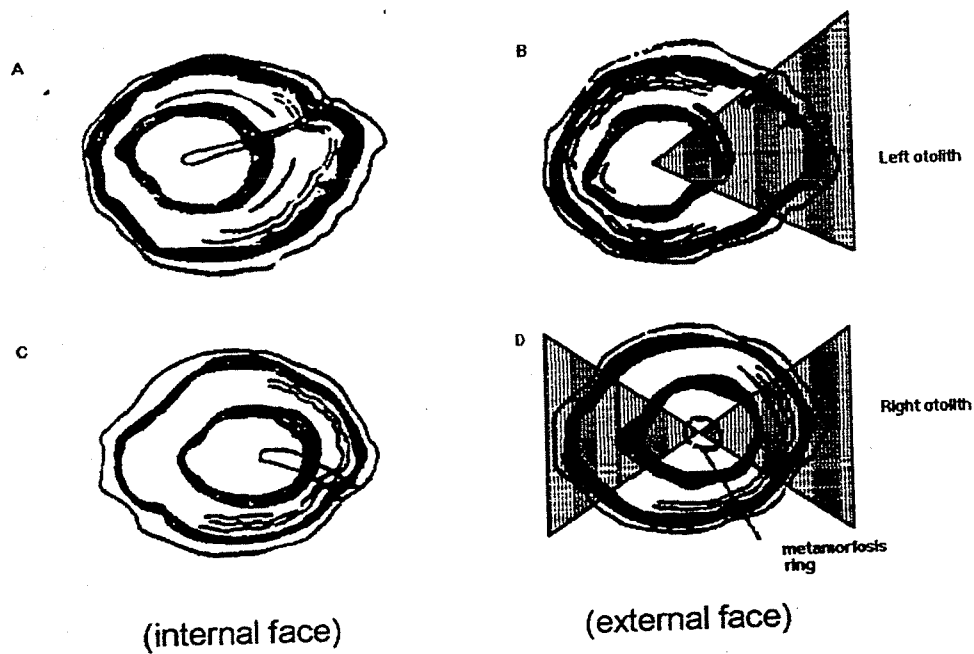 A
B
Left otolith
C
D
Right otolith
metamorfosis
ring
(internal face)
(external face)